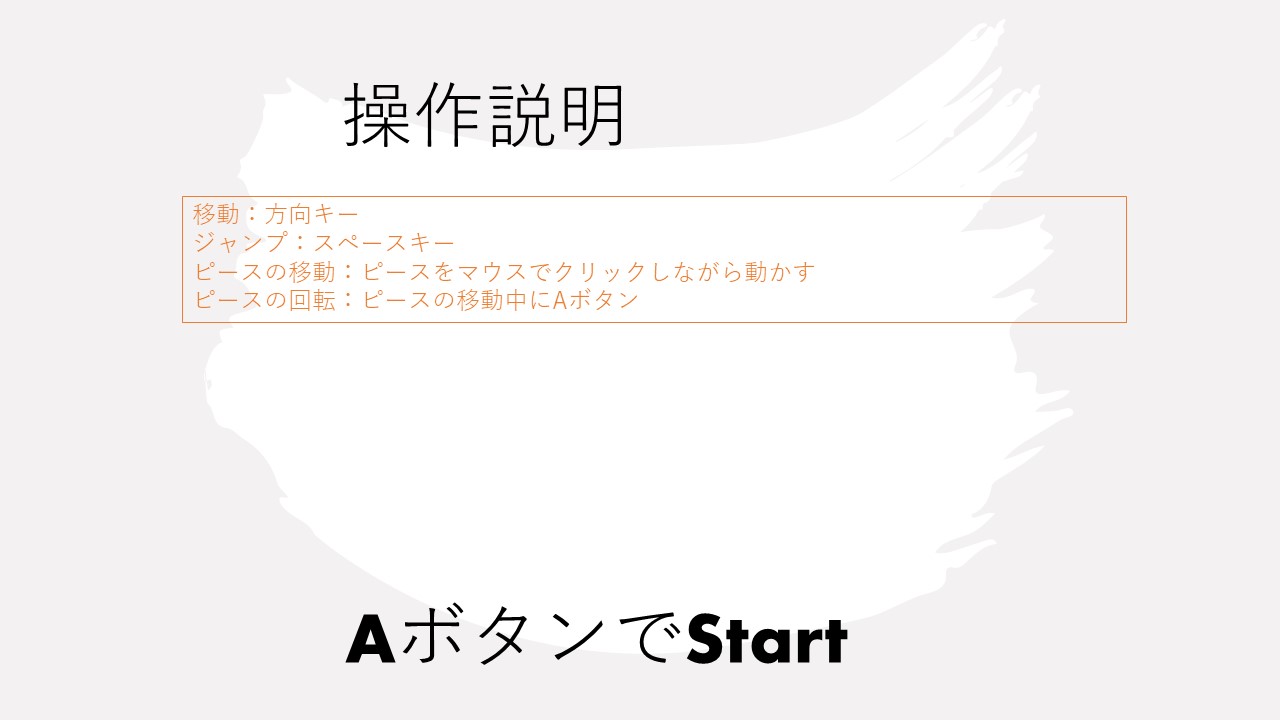 操作説明
移動：方向キー
ジャンプ：スペースキー
ピースの移動：ピースをマウスでクリックしながら動かす
ピースの回転：ピースの移動中にAボタン
AボタンでStart